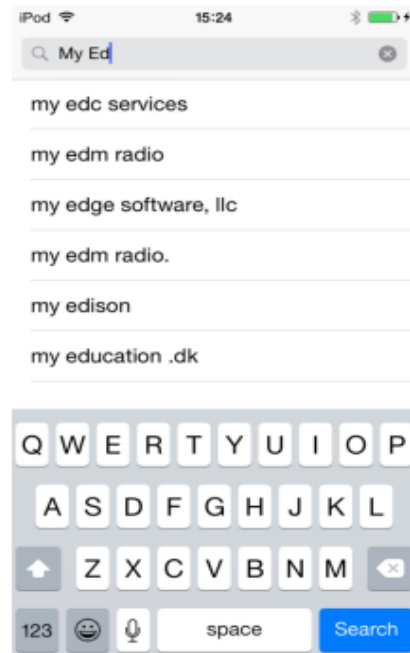 iPod 15:24
My Ed
my edc services
my edm radio
my edge software, llc
my edm radio.
my edison
my education .dk
Q W E R T Y U I O P
A S D F G H J K L
Z X C V B N M
123 space Search